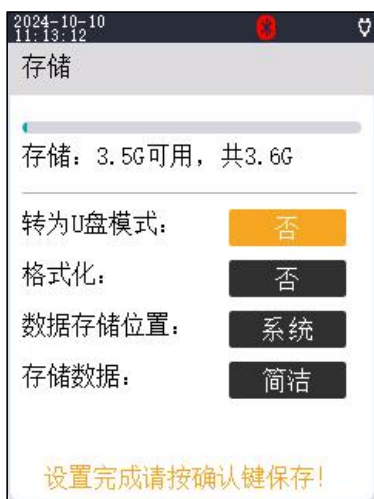 2024-10-10
11:13:12
存储
存储：3.5G可用，共3.6G
转为U盘模式：
否
格式化：
否
数据存储位置：
系统
存储数据：
简洁
设置完成请按确认键保存！